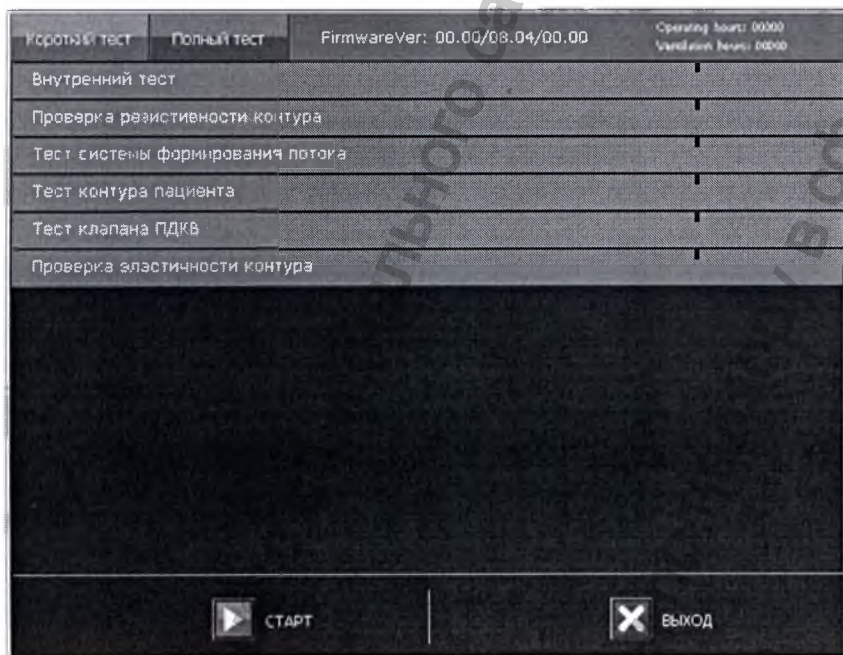 Короткий тест
Полный тест
FirmwareVer: 00.00/08.04/00.00
Operating hours: 00000
Ventilation hours: 00000
Внутренний тест
Проверка резистивности контура
Тест системы формирования потока
Тест контура пациента
Тест клапана ПДКВ
Проверка эластичности контура
СТАРТ
ВЫХОД